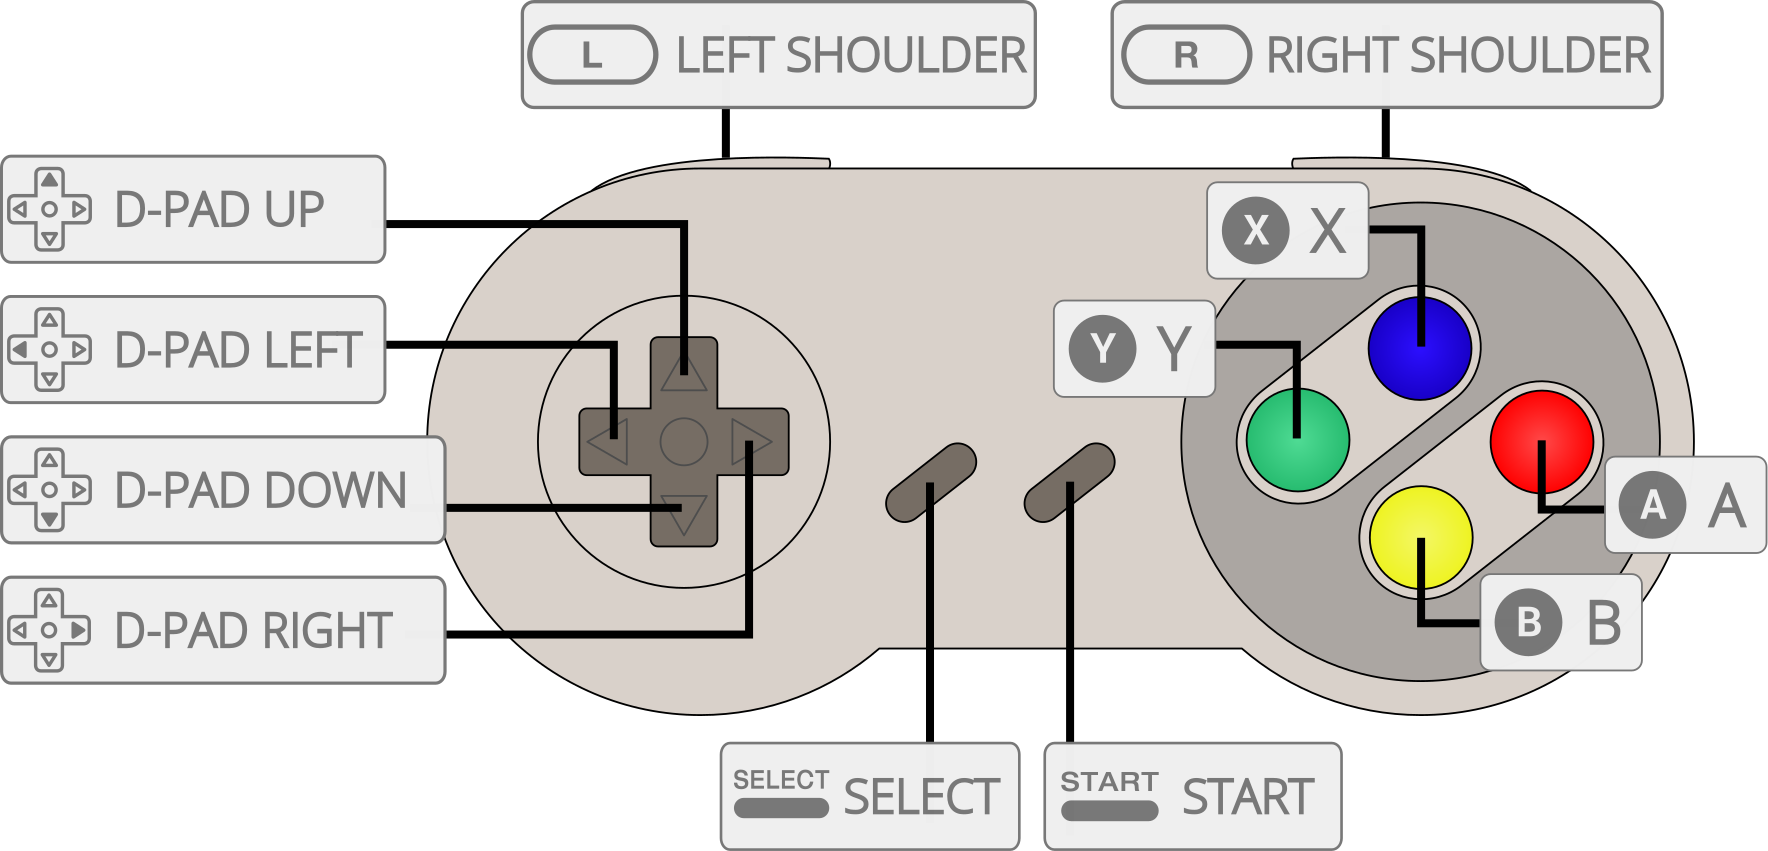 L LEFT SHOULDER
R RIGHT SHOULDER
D-PAD UP
X X
D-PAD LEFT
Y Y
D-PAD DOWN
A A
D-PAD RIGHT
B B
SELECT SELECT
START START